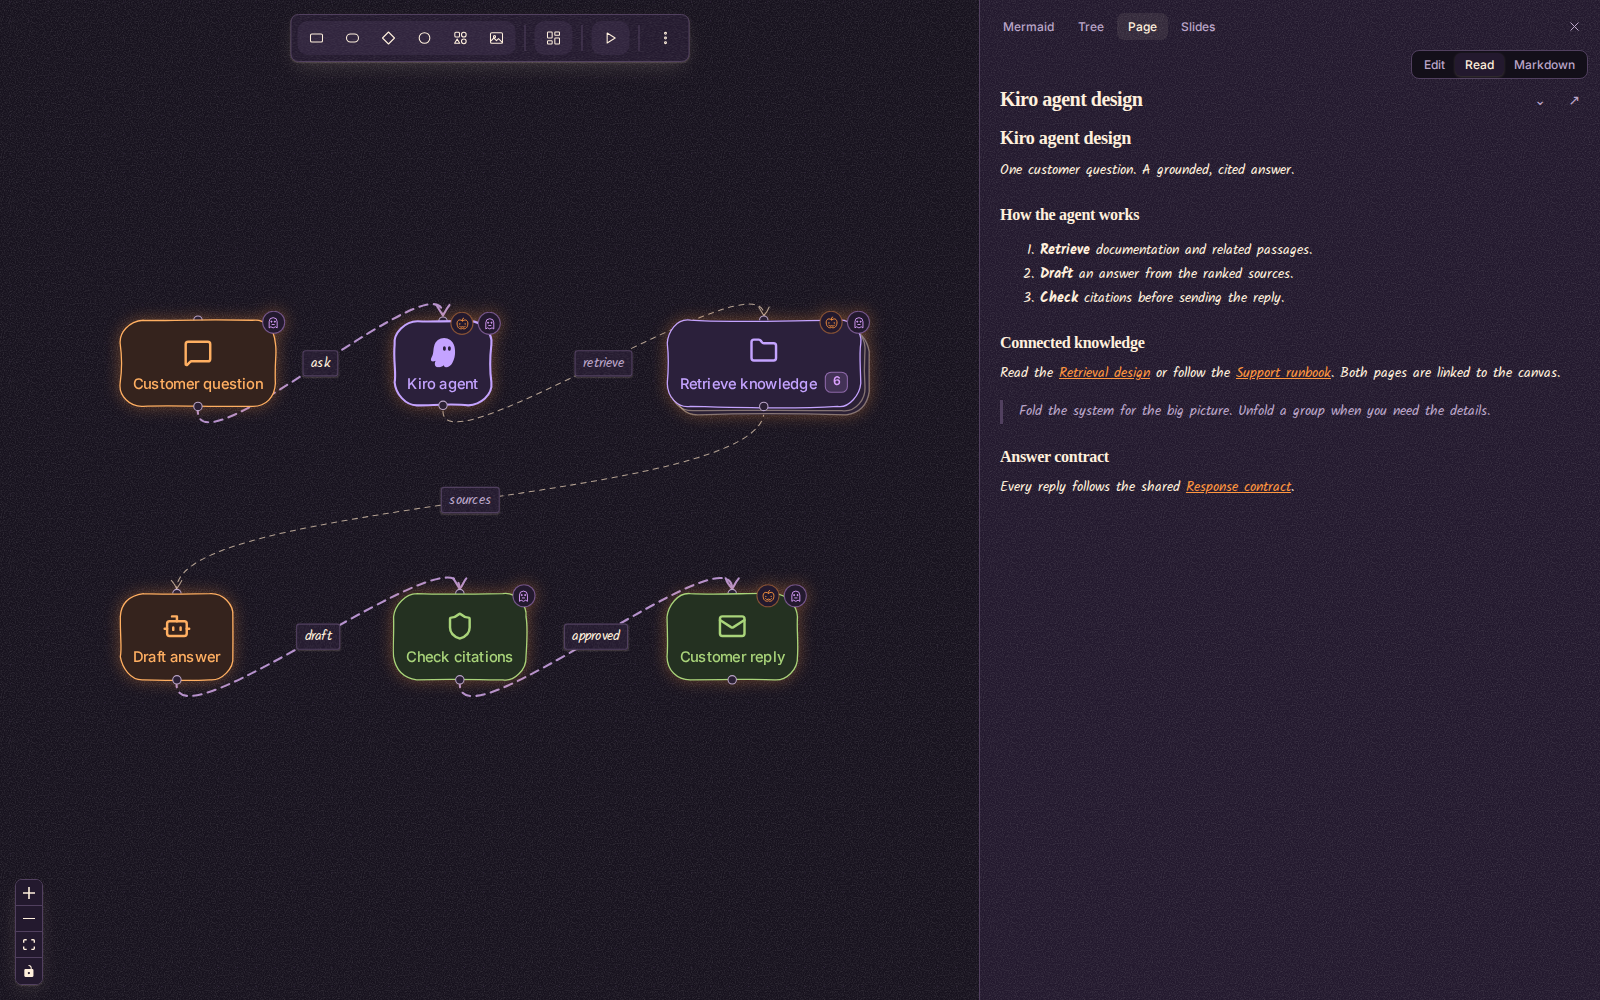 Mermaid Tree Page Slides
Edit Read Markdown
Kiro agent design
Kiro agent design
One customer question. A grounded, cited answer.
How the agent works
1. Retrieve documentation and related passages.
2. Draft an answer from the ranked sources.
3. Check citations before sending the reply.
Connected knowledge
Read the Retrieval design or follow the Support runbook. Both pages are linked to the canvas.
Fold the system for the big picture. Unfold a group when you need the details.
Answer contract
Every reply follows the shared Response contract.
Customer question
ask
Kiro agent
retrieve
Retrieve knowledge 6
sources
Draft answer
draft
Check citations
approved
Customer reply